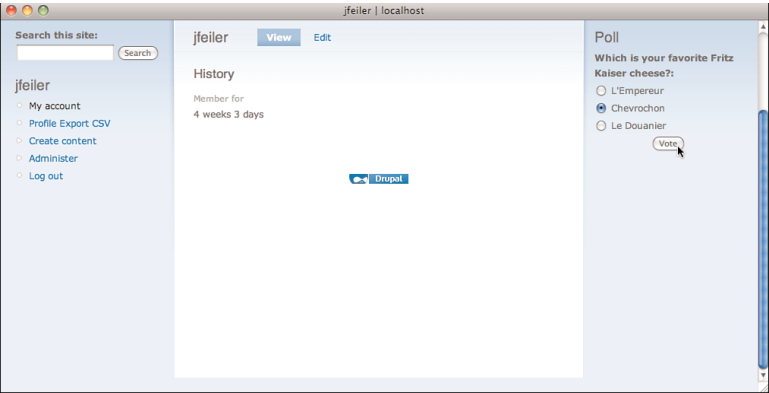 jfeiler | localhost
Search this site:
Search
jfeiler
My account
Profile Export CSV
Create content
Administer
Log out
jfeiler View Edit
History
Member for
4 weeks 3 days
Drupal
Poll
Which is your favorite Fritz
Kaiser cheese?:
L'Empereur
Chevrochon
Le Douanier
Vote